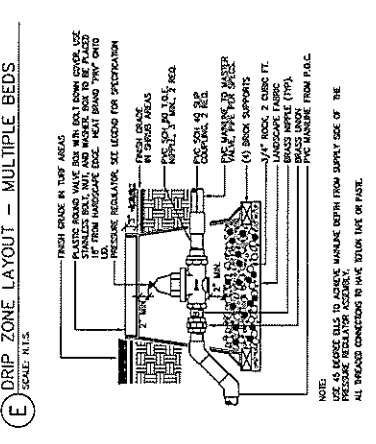 E DRIP ZONE LAYOUT – MULTIPLE BEDS
SCALE: N.T.S.
FINISH GRADE IN TURF AREAS
PLASTIC ROUND VALVE BOX WITH BOLT DOWN COVER. USE
STAINLESS BOLT, NUT, AND WASHER. BOX TO BE PLACED
18" FROM HARDSCAPE EDGE. HEAT BRAND "PRV" ONTO
LID.
PRESSURE REGULATOR, SEE LEGEND FOR SPECIFICATION
FINISH GRADE
IN SHRUB AREAS
PVC SCH 80 T.O.E.
NIPPLE, 3" MIN., 2 REQ.
PVC SCH 40 SLIP
COUPLING, 2 REQ.
PVC MAINLINE TO MASTER
VALVE, PIPE PER SPECS.
(4) BRICK SUPPORTS
3/4" ROCK, 2 CUBIC FT.
LANDSCAPE FABRIC
BRASS NIPPLE (TYP).
BRASS UNION
PVC MAINLINE FROM P.O.C.
2" MIN.
2" MIN.
NOTE:
USE 45 DEGREE ELLS TO ACHIEVE MAINLINE DEPTH FROM SUPPLY SIDE OF THE
PRESSURE REGULATOR ASSEMBLY.
ALL THREADED CONNECTIONS TO HAVE TEFLON TAPE OR PASTE.